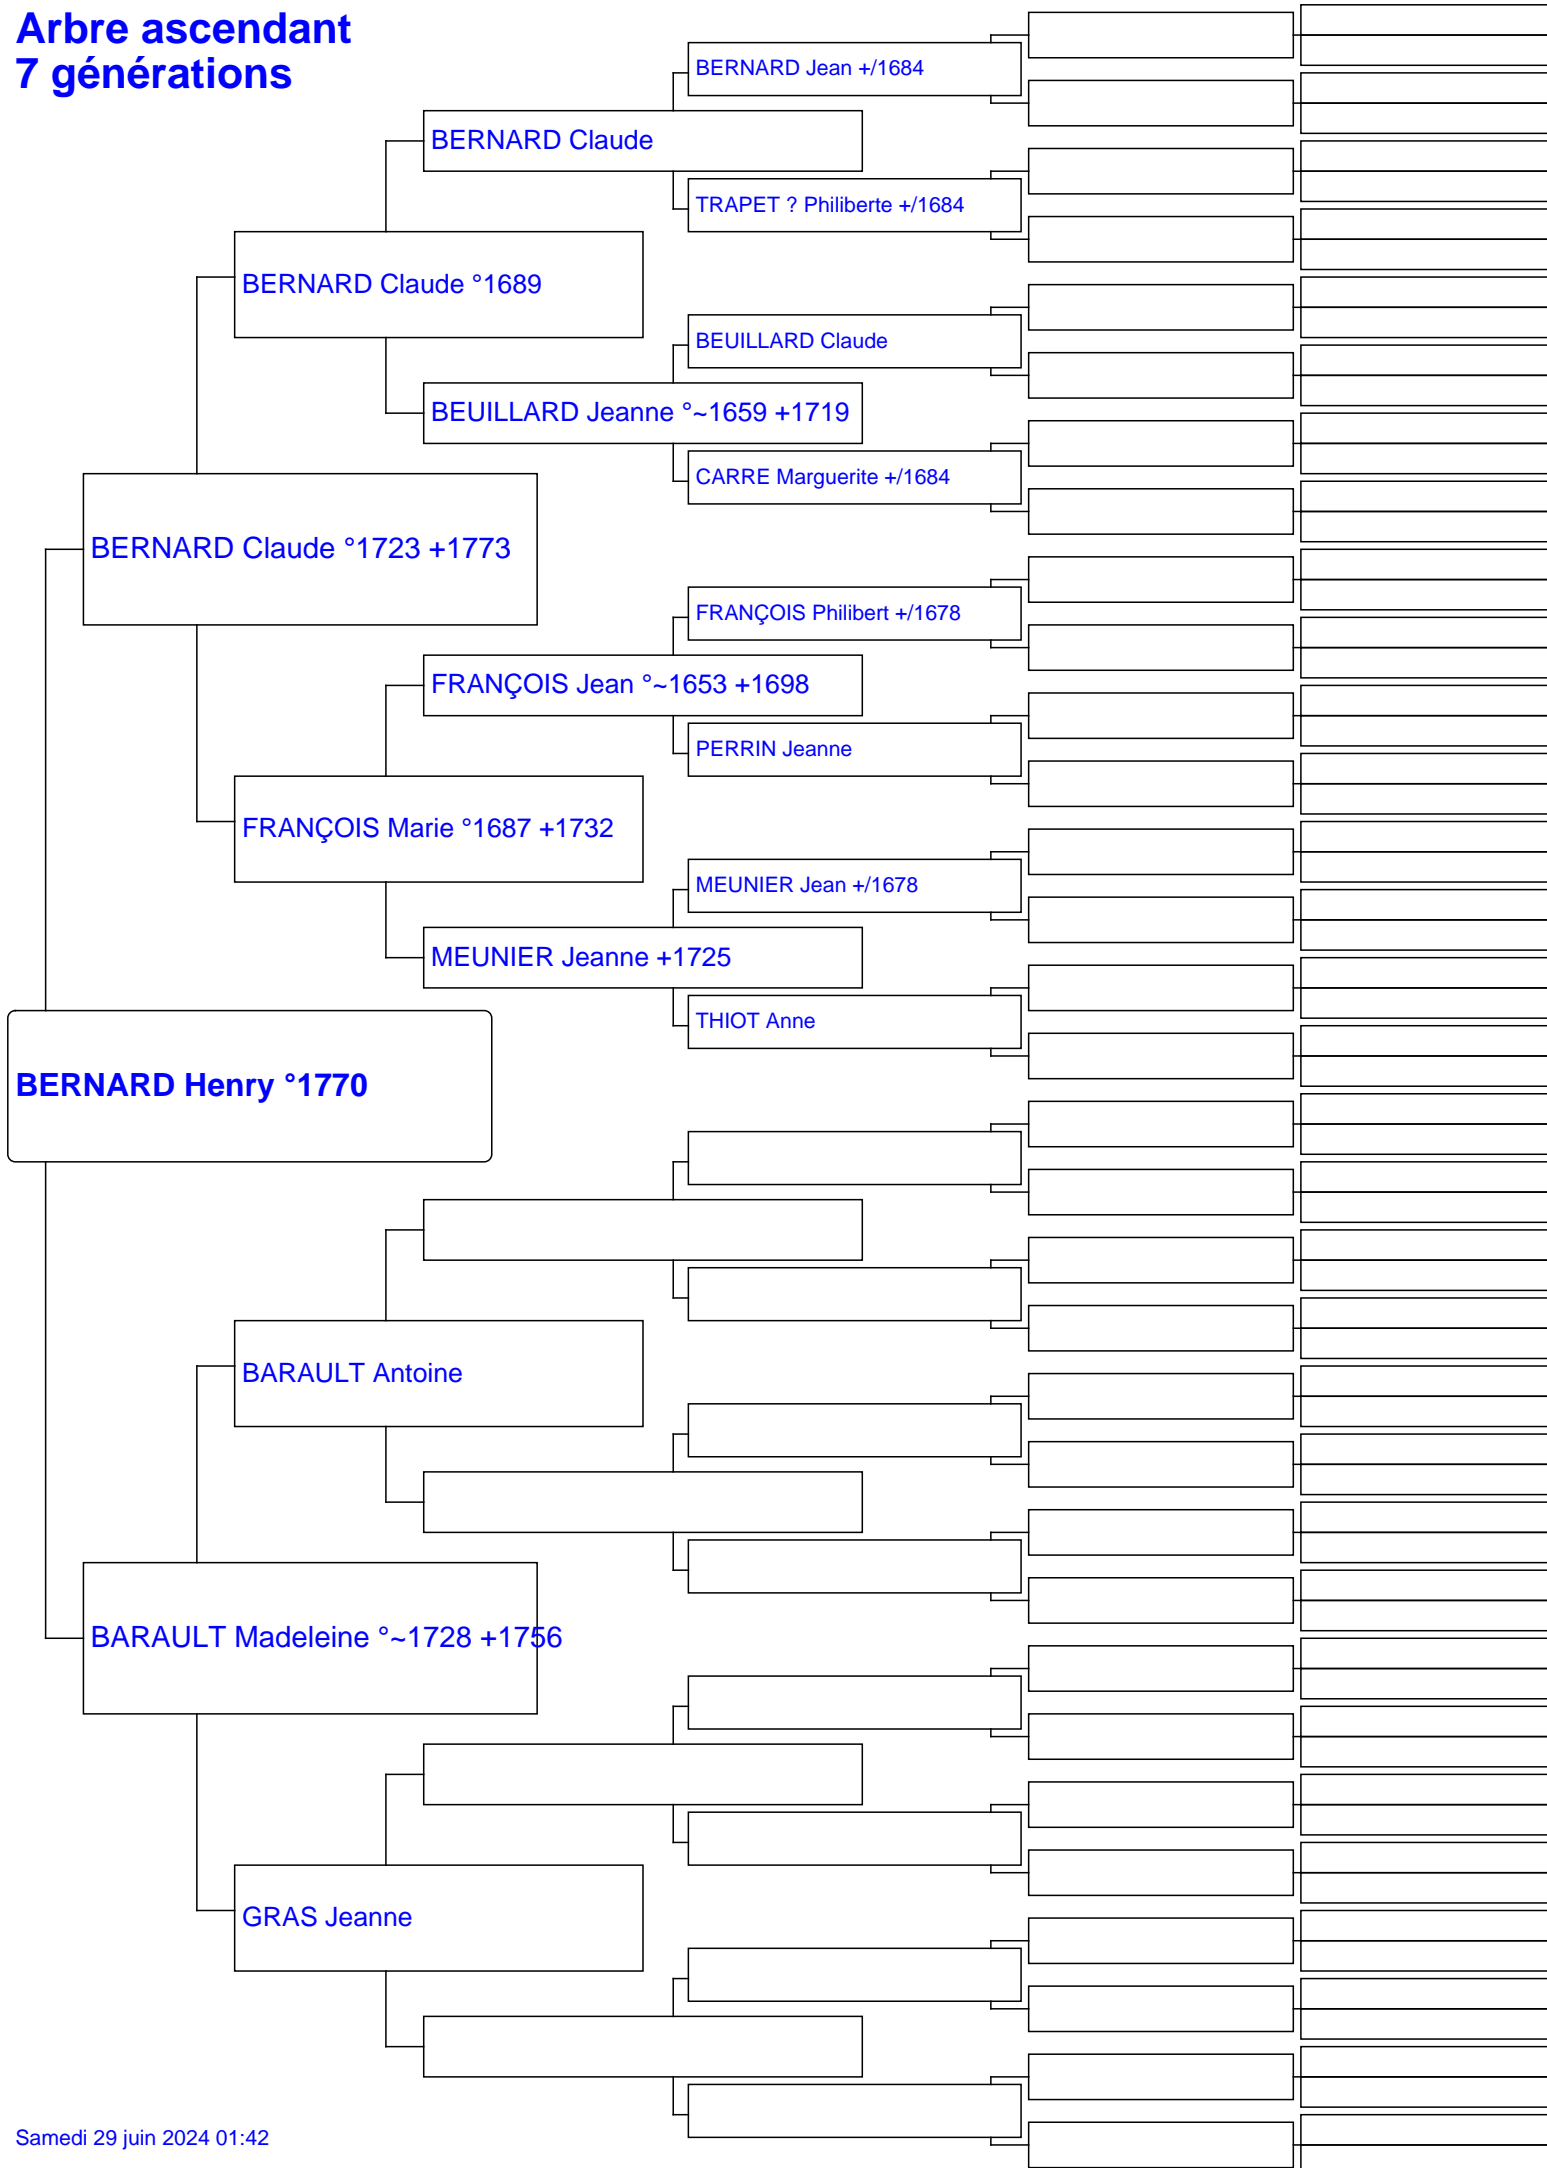 Arbre ascendant
7 générations
BERNARD Jean +/1684
BERNARD Claude
TRAPET ? Philiberte +/1684
BERNARD Claude °1689
BEUILLARD Claude
BEUILLARD Jeanne °~1659 +1719
CARRE Marguerite +/1684
BERNARD Claude °1723 +1773
FRANÇOIS Philibert +/1678
FRANÇOIS Jean °~1653 +1698
PERRIN Jeanne
FRANÇOIS Marie °1687 +1732
MEUNIER Jean +/1678
MEUNIER Jeanne +1725
THIOT Anne
BERNARD Henry °1770
BARAULT Antoine
BARAULT Madeleine °~1728 +1756
GRAS Jeanne
Samedi 29 juin 2024 01:42